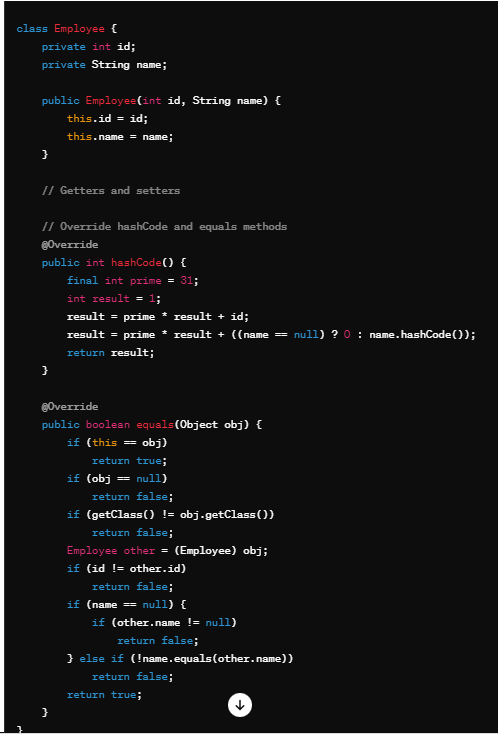 class Employee {
    private int id;
    private String name;

    public Employee(int id, String name) {
        this.id = id;
        this.name = name;
    }

    // Getters and setters

    // Override hashCode and equals methods
    @Override
    public int hashCode() {
        final int prime = 31;
        int result = 1;
        result = prime * result + id;
        result = prime * result + ((name == null) ? 0 : name.hashCode());
        return result;
    }

    @Override
    public boolean equals(Object obj) {
        if (this == obj)
            return true;
        if (obj == null)
            return false;
        if (getClass() != obj.getClass())
            return false;
        Employee other = (Employee) obj;
        if (id != other.id)
            return false;
        if (name == null) {
            if (other.name != null)
                return false;
        } else if (!name.equals(other.name))
            return false;
        return true;
    }
}